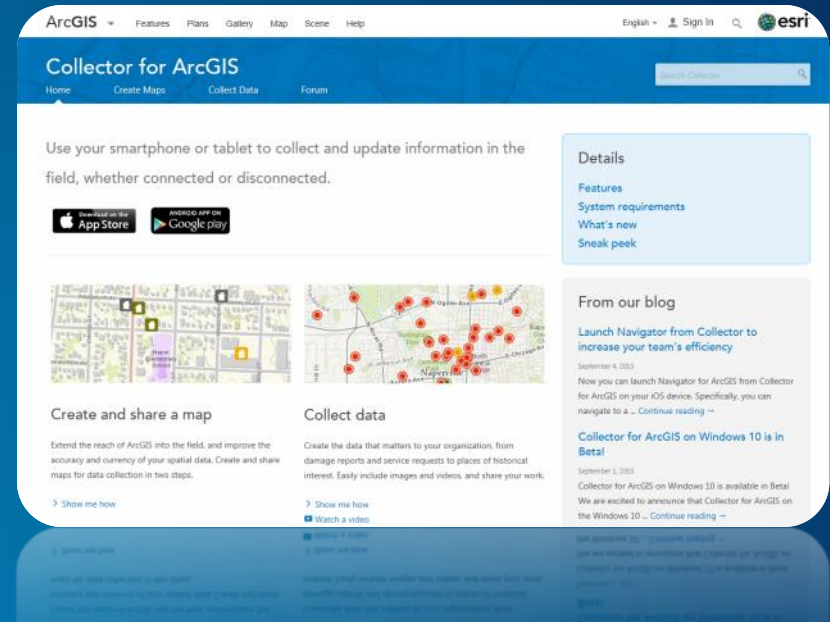 ArcGIS Features Plans Gallery Map Scene Help English Sign In esri
Collector for ArcGIS
Search Collector
Home Create Maps Collect Data Forum
Use your smartphone or tablet to collect and update information in the
field, whether connected or disconnected.
Download on the
App Store
ANDROID APP ON
Google play
Create and share a map
Extend the reach of ArcGIS into the field, and improve the
accuracy and currency of your spatial data. Create and share
maps for data collection in two steps.
> Show me how
Naperville
Collect data
Create the data that matters to your organization, from
damage reports and service requests to places of historical
interest. Easily include images and videos, and share your work.
> Show me how
Watch a video
Details
Features
System requirements
What's new
Sneak peek
From our blog
Launch Navigator from Collector to
increase your team's efficiency
September 4, 2015
Now you can launch Navigator for ArcGIS from Collector
for ArcGIS on your iOS device. Specifically, you can
navigate to a ... Continue reading →
Collector for ArcGIS on Windows 10 is in
Beta!
September 1, 2015
Collector for ArcGIS on Windows 10 is available in Beta!
We are excited to announce that Collector for ArcGIS on
the Windows 10 ... Continue reading →